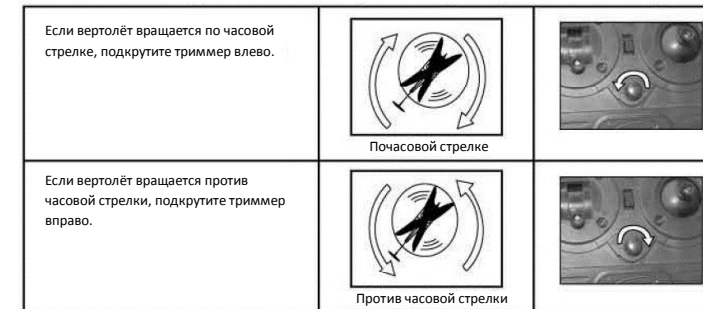 Если вертолёт вращается по часовой
стрелке, подкрутите триммер влево.
Почасовой стрелке
Если вертолёт вращается против
часовой стрелки, подкрутите триммер
вправо.
Против часовой стрелки